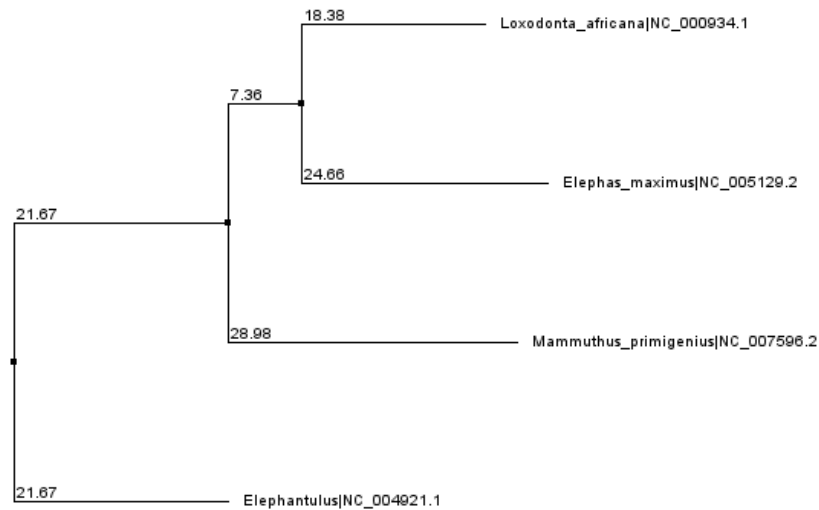 18.38
Loxodonta_africana|NC_000934.1
7.36
24.66
Elephas_maximus|NC_005129.2
21.67
28.98
Mammuthus_primigenius|NC_007596.2
21.67
Elephantulus|NC_004921.1